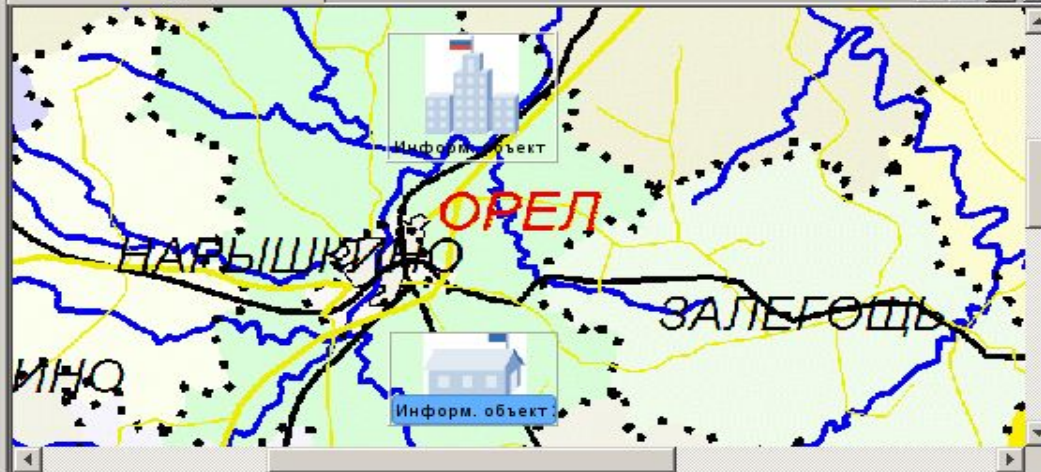 Информ. объект
ОРЕЛ
НАРЫШКИНО
ЗАЛЕГОЩЬ
ИНО
Информ. объект